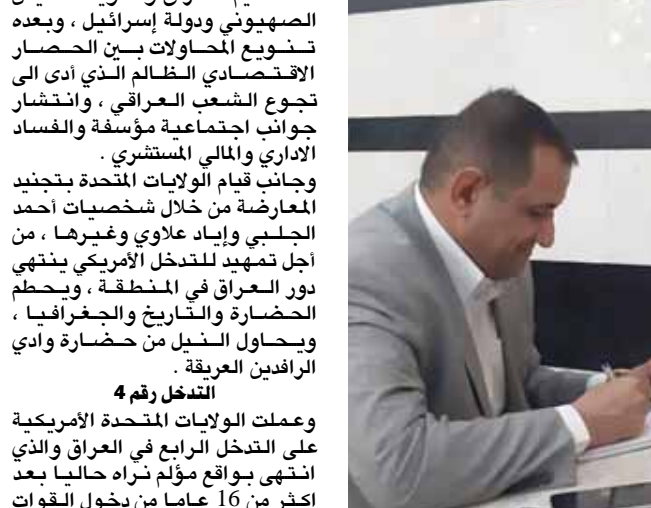 الصهيوني ودولة إسرائيل ، وبعده
تنويع المحاولات بين الحصار
الاقتصادي الظالم الذي أدى الى
تجوع الشعب العراقي ، وانتشار
جوانب اجتماعية مؤسفة والفساد
الاداري والمالي المستشري .
وجانب قيام الولايات المتحدة بتجنيد
المعارضة من خلال شخصيات أحمد
الجلبي وإياد علاوي وغيرها ، من
أجل تمهيد للتدخل الأمريكي ينتهي
دور العراق في المنطقة ، ويحطم
الحضارة والتاريخ والجغرافيا ،
ويحاول النيل من حضارة وادي
الرافدين العريقة .
التدخل رقم 4
وعملت الولايات المتحدة الأمريكية
على التدخل الرابع في العراق والذي
انتهى بواقع مؤلم نراه حاليا بعد
اكثر من 16 عاما من دخول القوات